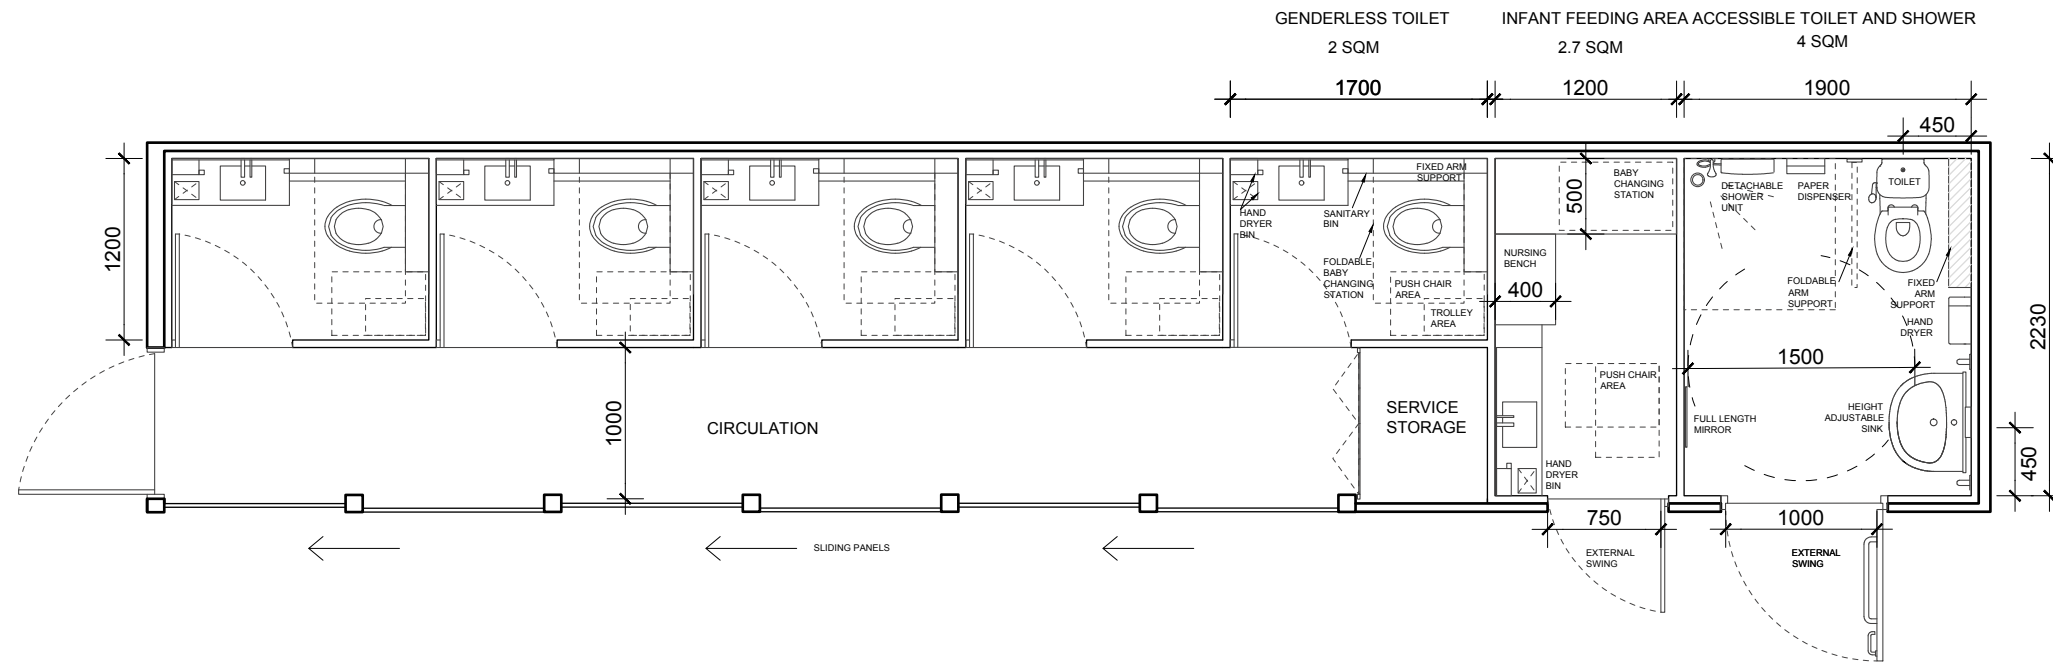 GENDERLESS TOILET
2 SQM
INFANT FEEDING AREA
2.7 SQM
ACCESSIBLE TOILET AND SHOWER
4 SQM
1700
1200
1900
450
1200
HAND
DRYER
BIN
SANITARY
BIN
FIXED ARM
SUPPORT
FOLDABLE
BABY
CHANGING
STATION
PUSH CHAIR
AREA
TROLLEY
AREA
500
BABY
CHANGING
STATION
NURSING
BENCH
400
PUSH CHAIR
AREA
HAND
DRYER
BIN
DETACHABLE
SHOWER
UNIT
PAPER
DISPENSER
TOILET
FOLDABLE
ARM
SUPPORT
FIXED
ARM
SUPPORT
HAND
DRYER
1500
FULL LENGTH
MIRROR
HEIGHT
ADJUSTABLE
SINK
2230
450
1000
CIRCULATION
SERVICE
STORAGE
SLIDING PANELS
750
EXTERNAL
SWING
1000
EXTERNAL
SWING